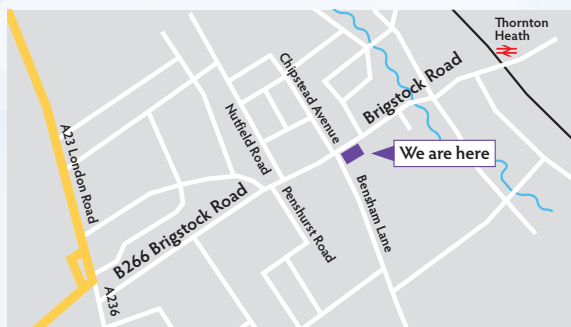 Thornton
Heath
Chipstead Avenue
Brigstock Road
Nutfield Road
A23 London Road
We are here
Bensham Lane
B266 Brigstock Road
Penshurst Road
A236